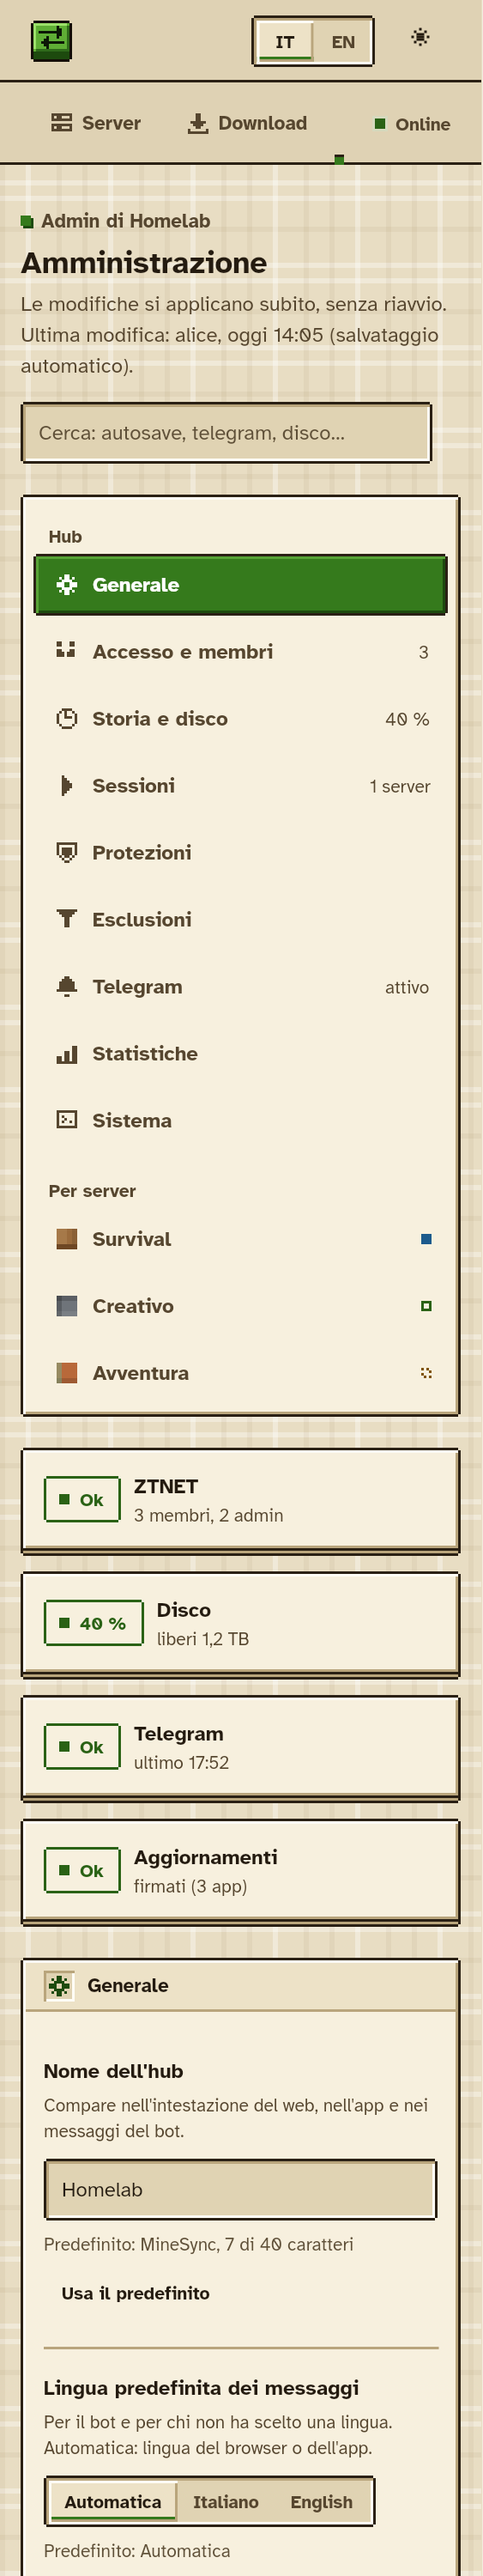 IT EN
Server Download Online
Admin di Homelab
Amministrazione
Le modifiche si applicano subito, senza riavvio.
Ultima modifica: alice, oggi 14:05 (salvataggio
automatico).
Cerca: autosave, telegram, disco...
Hub
Generale
Accesso e membri 3
Storia e disco 40 %
Sessioni 1 server
Protezioni
Esclusioni
Telegram attivo
Statistiche
Sistema
Per server
Survival
Creativo
Avventura
Ok
ZTNET
3 membri, 2 admin
40 %
Disco
liberi 1,2 TB
Ok
Telegram
ultimo 17:52
Ok
Aggiornamenti
firmati (3 app)
Generale
Nome dell'hub
Compare nell'intestazione del web, nell'app e nei
messaggi del bot.
Homelab
Predefinito: MineSync, 7 di 40 caratteri
Usa il predefinito
Lingua predefinita dei messaggi
Per il bot e per chi non ha scelto una lingua.
Automatica: lingua del browser o dell'app.
Automatica Italiano English
Predefinito: Automatica